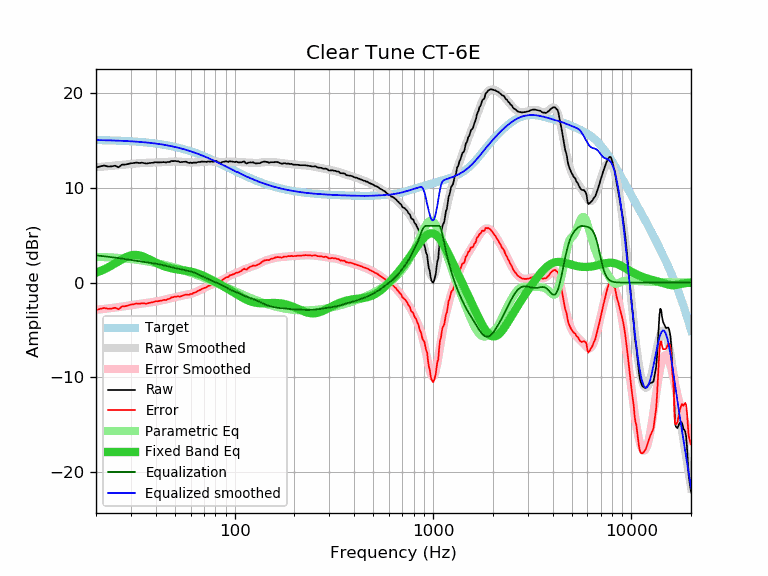 Clear Tune CT-6E
20
10
0
−10
−20
Amplitude (dBr)
Target
Raw Smoothed
Error Smoothed
Raw
Error
Parametric Eq
Fixed Band Eq
Equalization
Equalized smoothed
100
1000
10000
Frequency (Hz)